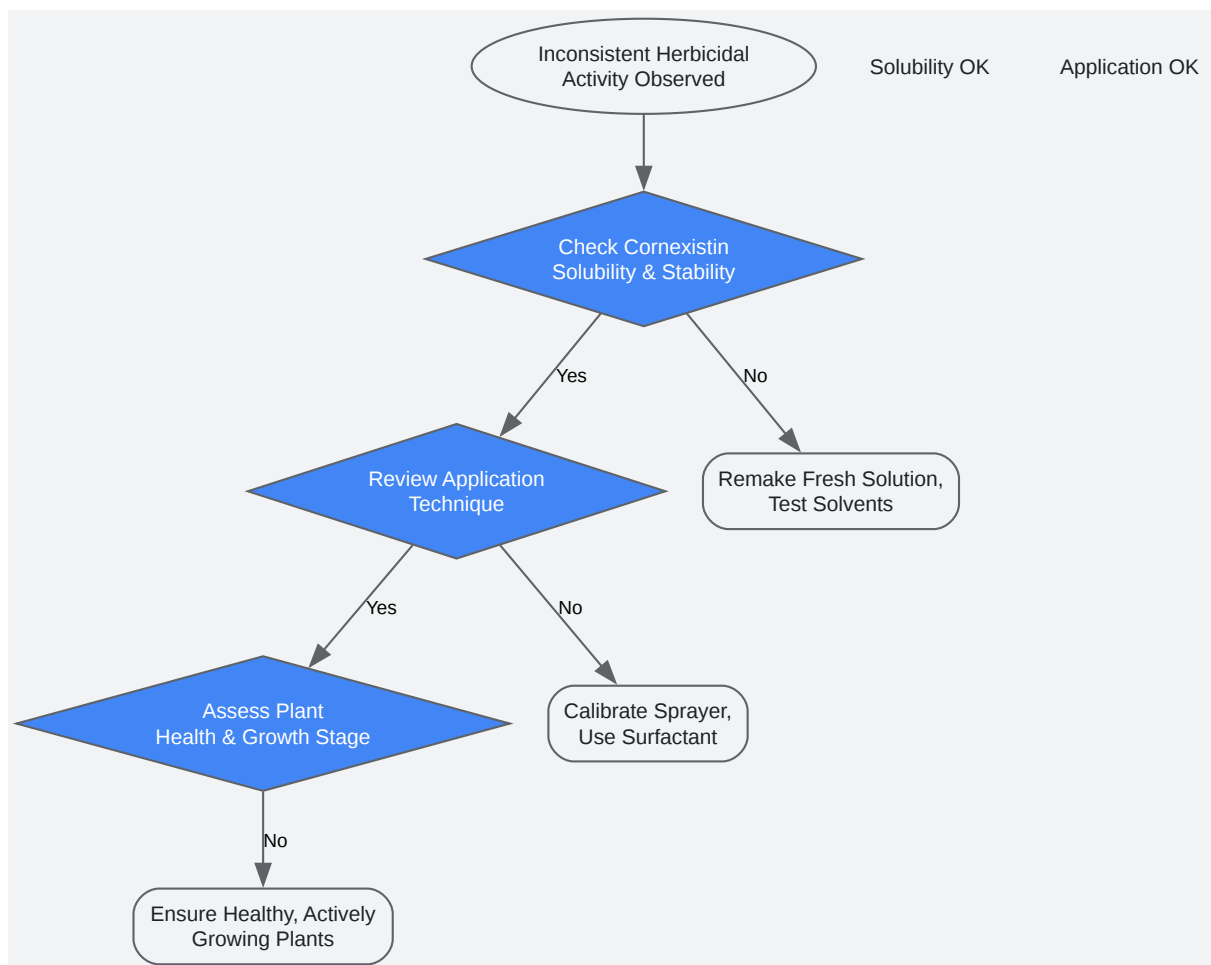 Inconsistent Herbicidal
Activity Observed
Solubility OK
Application OK
Check Cornexistin
Solubility & Stability
Yes
No
Review Application
Technique
Remake Fresh Solution,
Test Solvents
Yes
No
Assess Plant
Health & Growth Stage
Calibrate Sprayer,
Use Surfactant
No
Ensure Healthy, Actively
Growing Plants